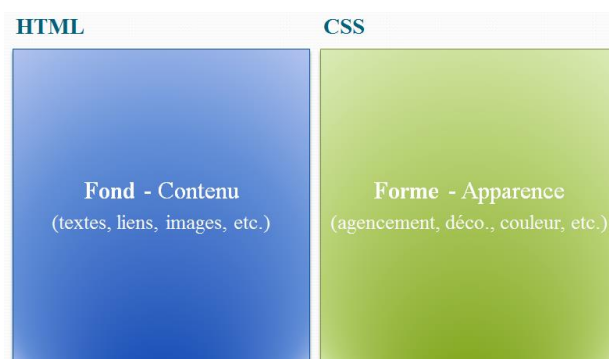 HTML
CSS
Fond - Contenu
(textes, liens, images, etc.)
Forme - Apparence
(agencement, déco., couleur, etc.)